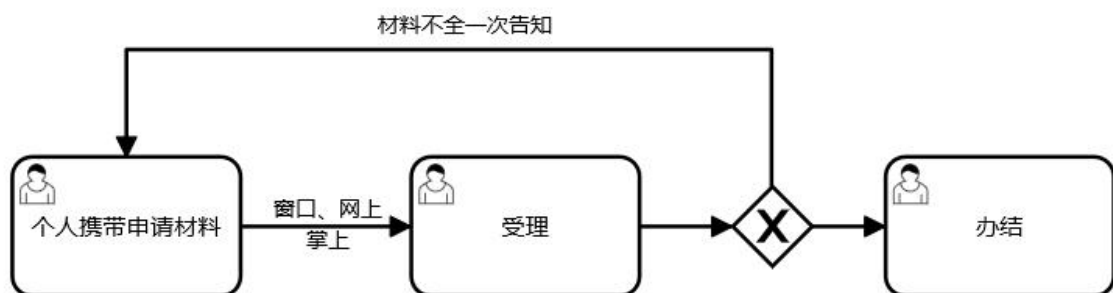 材料不全一次告知
个人携带申请材料
窗口、网上
掌上
受理
X
办结